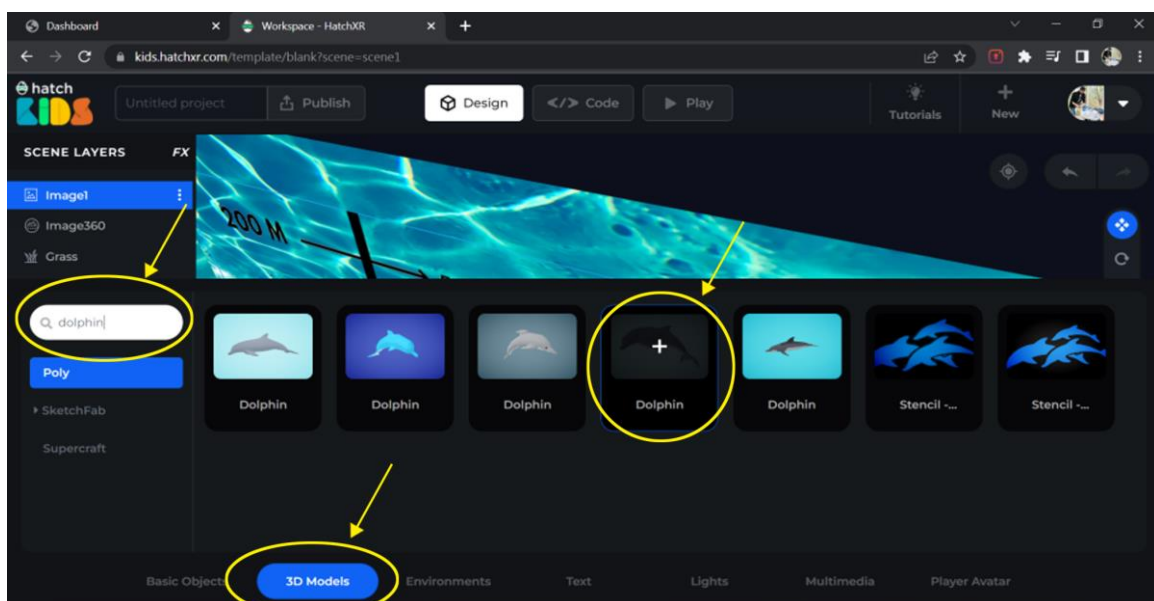 Dashboard
Workspace - HatchXR
kids.hatchxr.com/template/blank?scene=scene1
hatch
KIDS
Untitled project
Publish
Design
</> Code
Play
Tutorials
New
SCENE LAYERS FX
Image1
Image360
Grass
200 M
dolphin
Poly
SketchFab
Supercraft
Dolphin
Dolphin
Dolphin
Dolphin
Dolphin
Stencil -...
Stencil -...
Basic Objects
3D Models
Environments
Text
Lights
Multimedia
Player Avatar